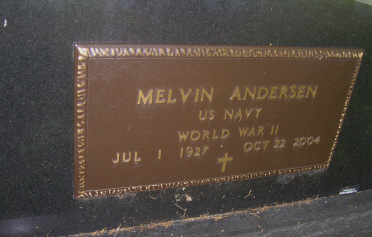 MELVIN ANDERSEN
US NAVY
WORLD WAR II
JUL 1 1927 ✝ OCT 22 2004